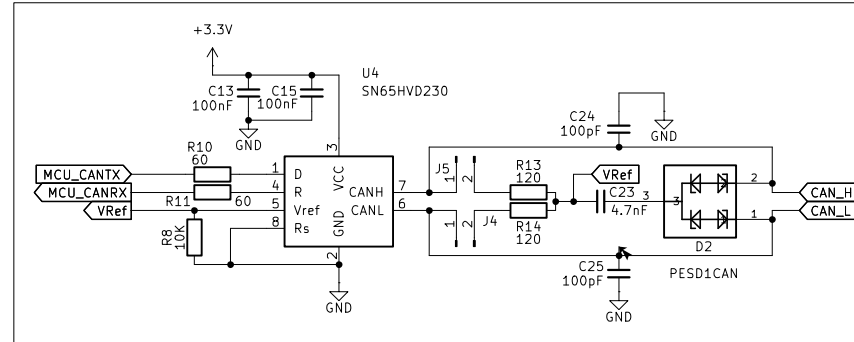 +3.3V
U4
SN65HVD230
C13
100nF
C15
100nF
GND
C24
100pF
GND
R10
60
MCU_CANTX
MCU_CANRX
VRef
R11
60
R8
10K
1
4
5
8
3
2
7
6
D
R
Vref
Rs
VCC
GND
CANH
CANL
GND
J5
1
2
J4
1
2
R13
120
R14
120
VRef
C23
4.7nF
3
3
2
1
D2
PESD1CAN
CAN_H
CAN_L
C25
100pF
GND